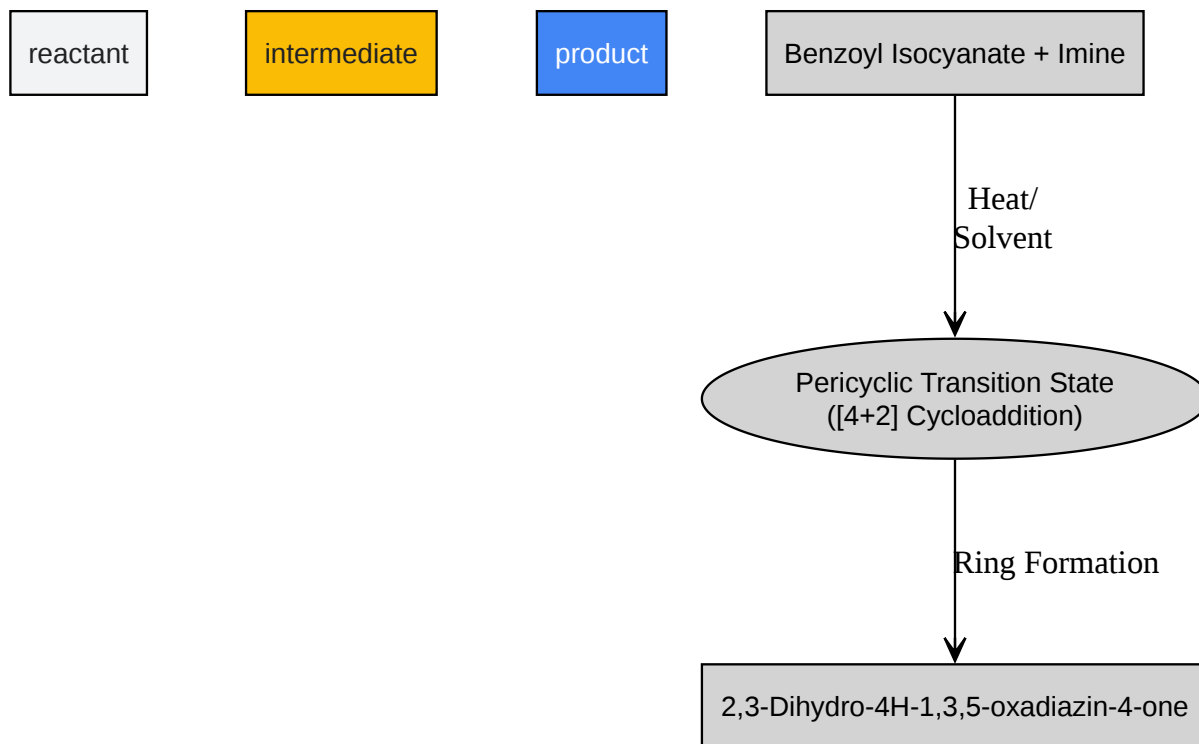 reactant
intermediate
product
Benzoyl Isocyanate + Imine
Heat/
Solvent
Pericyclic Transition State
([4+2] Cycloaddition)
Ring Formation
2,3-Dihydro-4H-1,3,5-oxadiazin-4-one